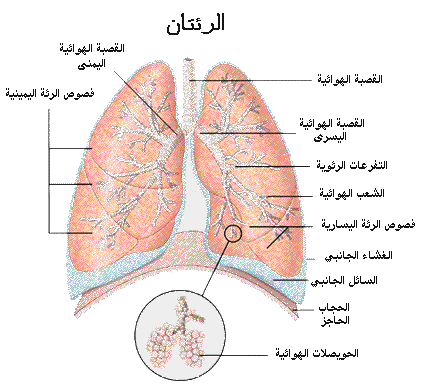 الرئتان
القصبة الهوائية
اليمنى
فصوص الرئة اليمينية
القصبة الهوائية
القصبة الهوائية
اليسرى
التفرعات الرئوية
الشعب الهوائية
فصوص الرئة اليسارية
الغشاء الجانبي
السائل الجانبي
الحجاب
الحاجز
الحويصلات الهوائية